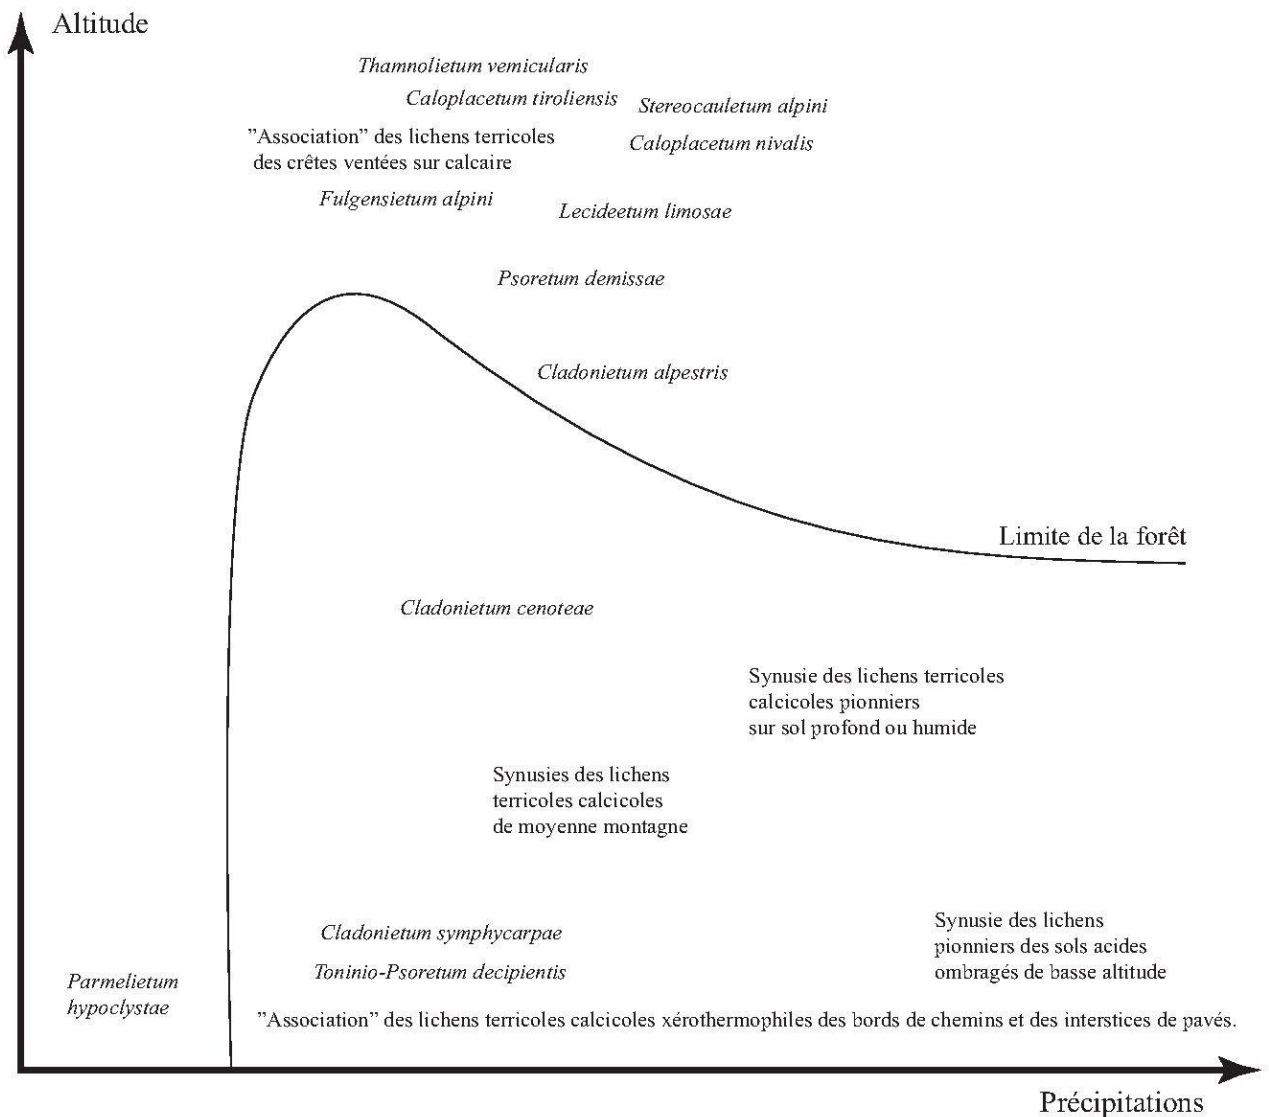 Altitude
Thamnolietum vemicularis
Caloplacetum tiroliensis
Stereocauletum alpini
”Association” des lichens terricoles
des crêtes ventées sur calcaire
Caloplacetum nivalis
Fulgensietum alpini
Lecideetum limosae
Psoretum demissae
Cladonietum alpestris
Limite de la forêt
Cladonietum cenoteae
Synusie des lichens terricoles
calcicoles pionniers
sur sol profond ou humide
Synusies des lichens
terricoles calcicoles
de moyenne montagne
Cladonietum symphycarpae
Toninio-Psoretum decipientis
Synusie des lichens
pionniers des sols acides
ombragés de basse altitude
Parmelietum
hypoclystae
”Association” des lichens terricoles calcicoles xérothermophiles des bords de chemins et des interstices de pavés.
Précipitations